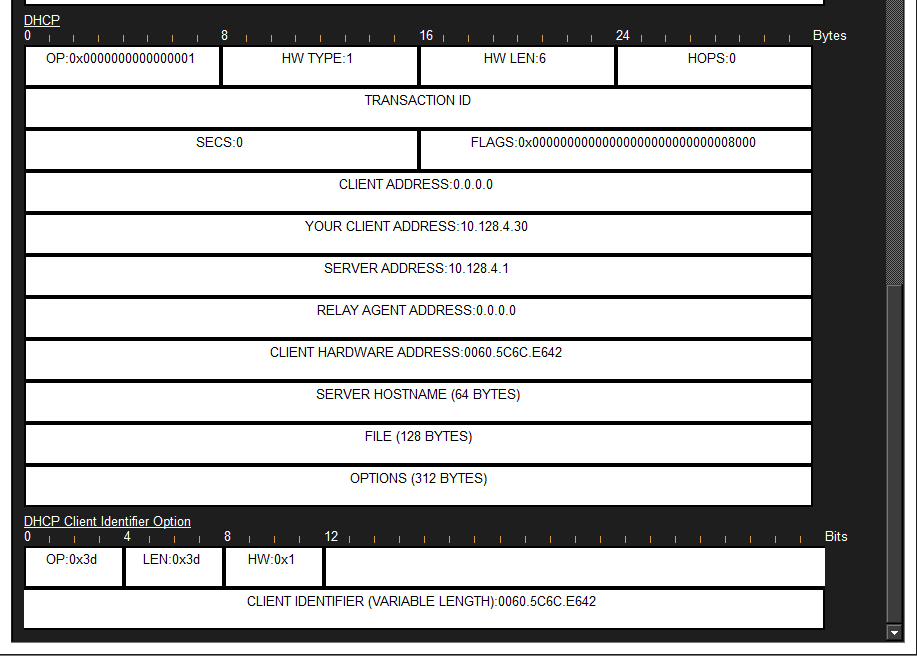 DHCP
0 8 16 24 Bytes
OP:0x0000000000000001 HW TYPE:1 HW LEN:6 HOPS:0
TRANSACTION ID
SECS:0 FLAGS:0x00000000000000000000000000008000
CLIENT ADDRESS:0.0.0.0
YOUR CLIENT ADDRESS:10.128.4.30
SERVER ADDRESS:10.128.4.1
RELAY AGENT ADDRESS:0.0.0.0
CLIENT HARDWARE ADDRESS:0060.5C6C.E642
SERVER HOSTNAME (64 BYTES)
FILE (128 BYTES)
OPTIONS (312 BYTES)
DHCP Client Identifier Option
0 4 8 12 Bits
OP:0x3d LEN:0x3d HW:0x1
CLIENT IDENTIFIER (VARIABLE LENGTH):0060.5C6C.E642